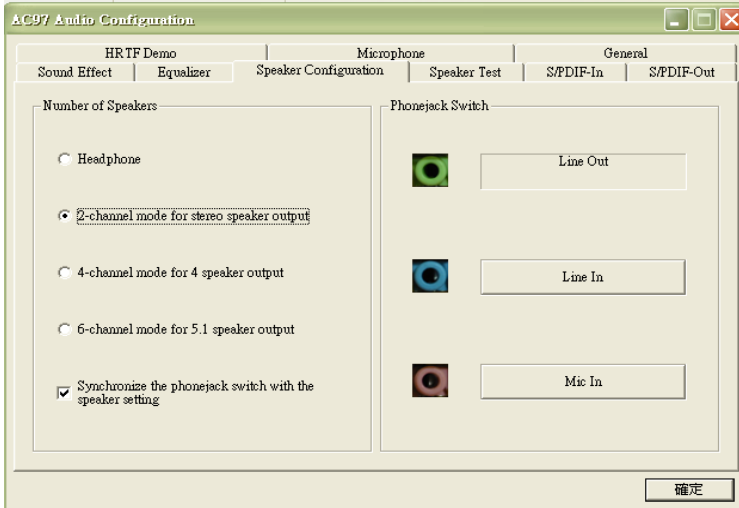 AC97 Audio Configuration
HRTF Demo
Microphone
General
Sound Effect
Equalizer
Speaker Configuration
Speaker Test
S/PDIF-In
S/PDIF-Out
Number of Speakers
Headphone
2-channel mode for stereo speaker output
4-channel mode for 4 speaker output
6-channel mode for 5.1 speaker output
Synchronize the phonejack switch with the
speaker setting
Phonejack Switch
Line Out
Line In
Mic In
確定